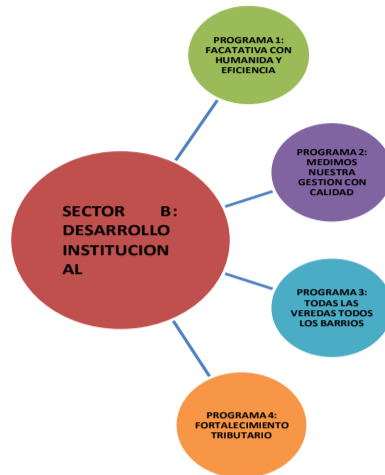 PROGRAMA 1:
FACATATIVA CON
HUMANIDA Y
EFICIENCIA
PROGRAMA 2:
MEDIMOS
NUESTRA
GESTION CON
CALIDAD
SECTOR B:
DESARROLLO
INSTITUCION
AL
PROGRAMA 3:
TODAS LAS
VEREDAS TODOS
LOS BARRIOS
PROGRAMA 4:
FORTALECIMIENTO
TRIBUTARIO